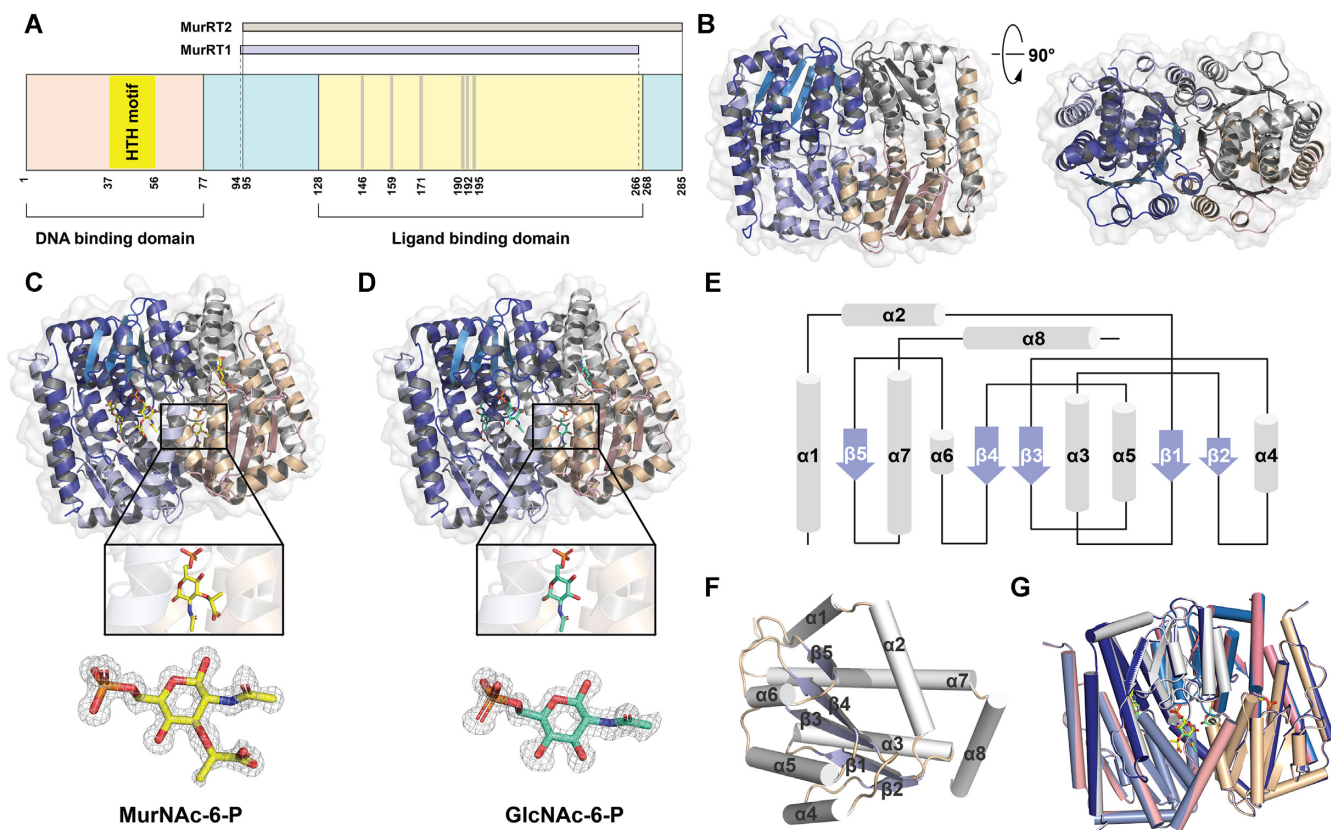 A
MurRT2
MurRT1
HTH motif
1
37
56
77
94
95
128
146
159
171
190
192
195
266
268
285
DNA binding domain
Ligand binding domain
B
90°
C
D
MurNAc-6-P
GlcNAc-6-P
E
α2
α8
α1
β5
α7
α6
β4
β3
α3
α5
β1
β2
α4
F
α1
α2
β5
α6
α7
β4
β3
α3
α5
β1
α8
β2
α4
G